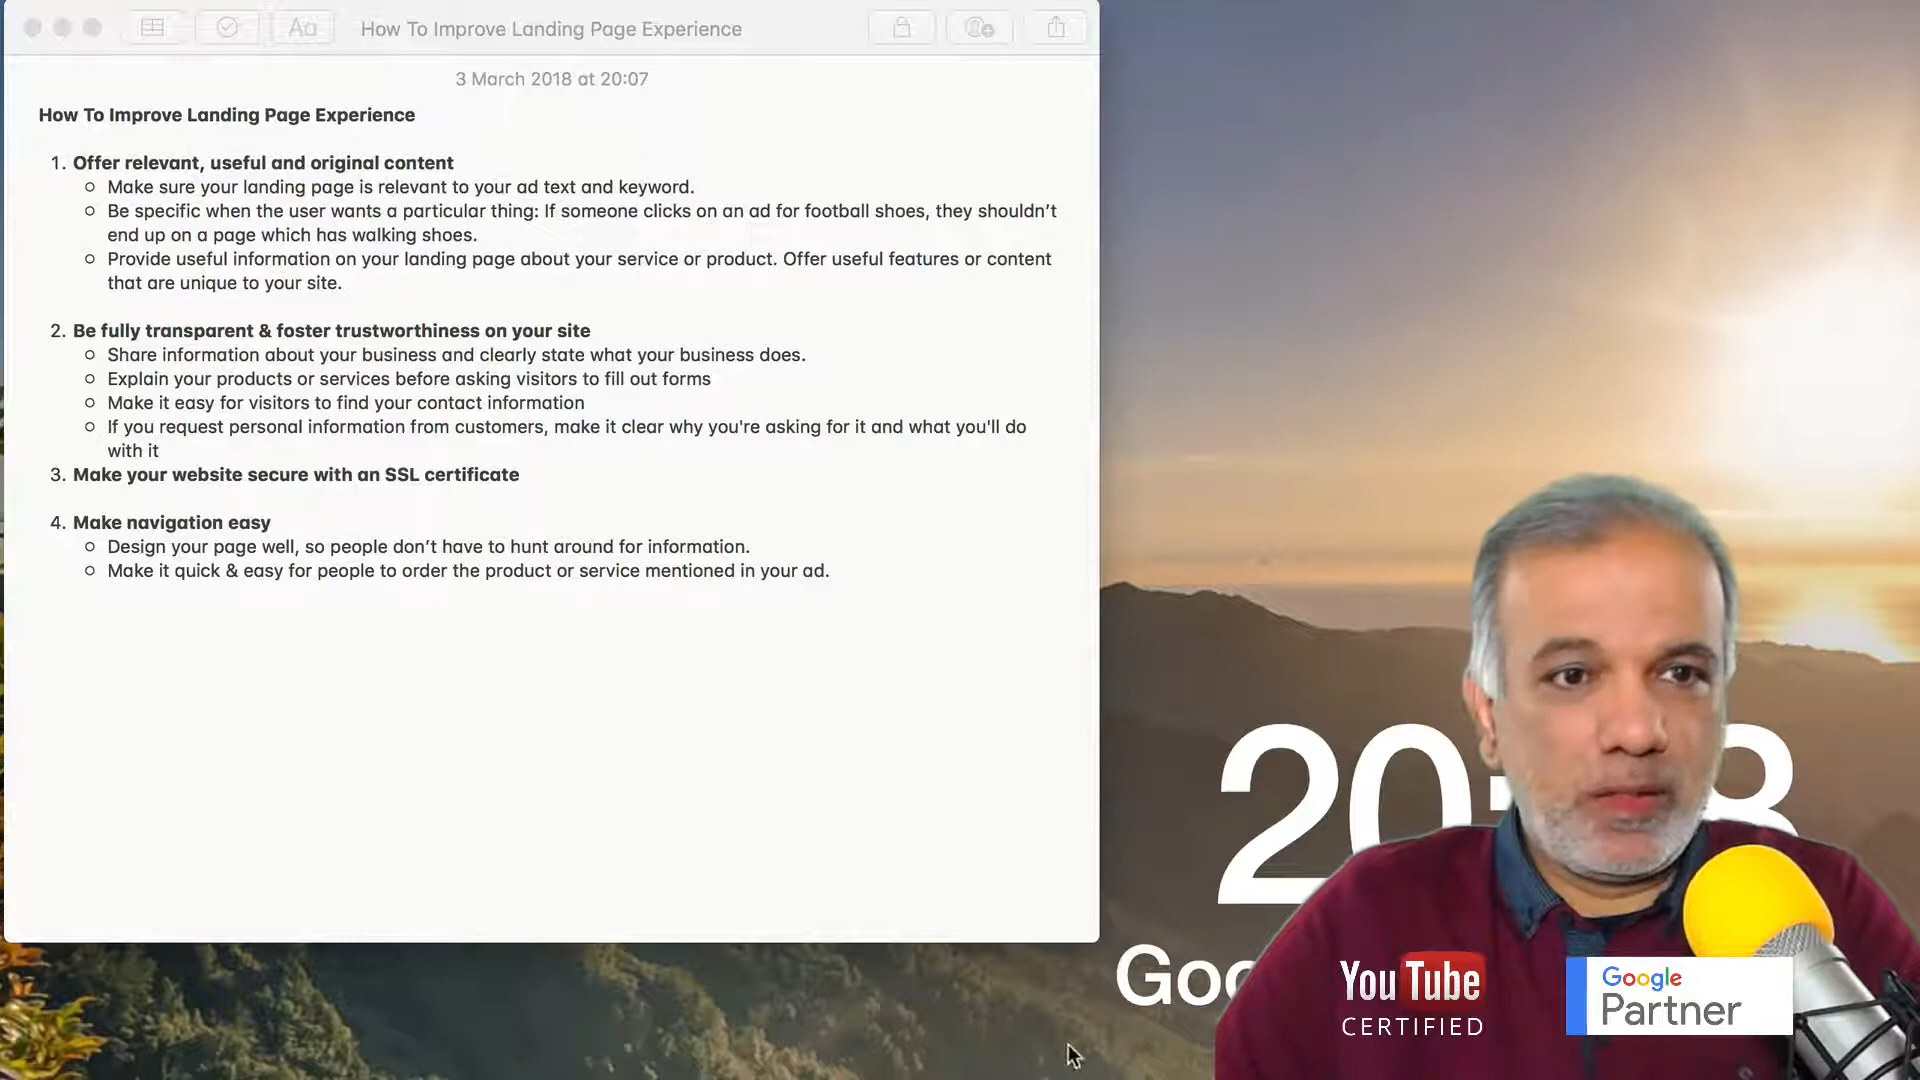 Aa
How To Improve Landing Page Experience
3 March 2018 at 20:07
How To Improve Landing Page Experience
1. Offer relevant, useful and original content
Make sure your landing page is relevant to your ad text and keyword.
Be specific when the user wants a particular thing: If someone clicks on an ad for football shoes, they shouldn’t
end up on a page which has walking shoes.
Provide useful information on your landing page about your service or product. Offer useful features or content
that are unique to your site.
2. Be fully transparent & foster trustworthiness on your site
Share information about your business and clearly state what your business does.
Explain your products or services before asking visitors to fill out forms
Make it easy for visitors to find your contact information
If you request personal information from customers, make it clear why you're asking for it and what you'll do
with it
3. Make your website secure with an SSL certificate
4. Make navigation easy
Design your page well, so people don’t have to hunt around for information.
Make it quick & easy for people to order the product or service mentioned in your ad.
YouTube
CERTIFIED
Google
Partner